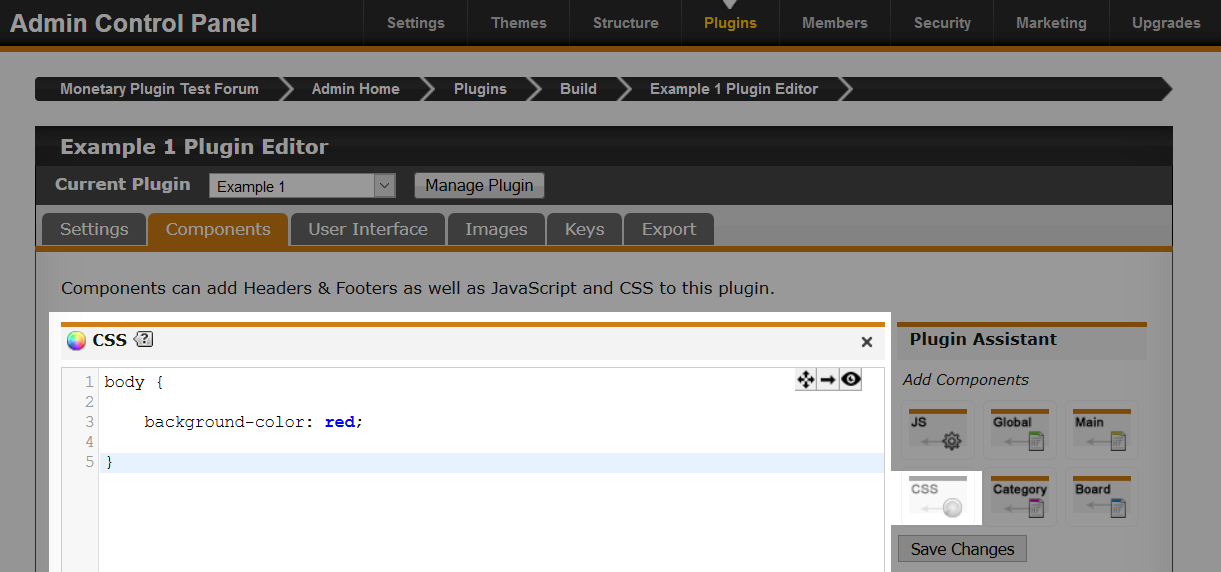 Admin Control Panel Settings Themes Structure Plugins Members Security Marketing Upgrades
Monetary Plugin Test Forum Admin Home Plugins Build Example 1 Plugin Editor
Example 1 Plugin Editor
Current Plugin Example 1 Manage Plugin
Settings Components User Interface Images Keys Export
Components can add Headers & Footers as well as JavaScript and CSS to this plugin.
CSS ? ×
1 body {
2
3 background-color: red;
4
5 }
Plugin Assistant
Add Components
JS Global Main
CSS Category Board
Save Changes